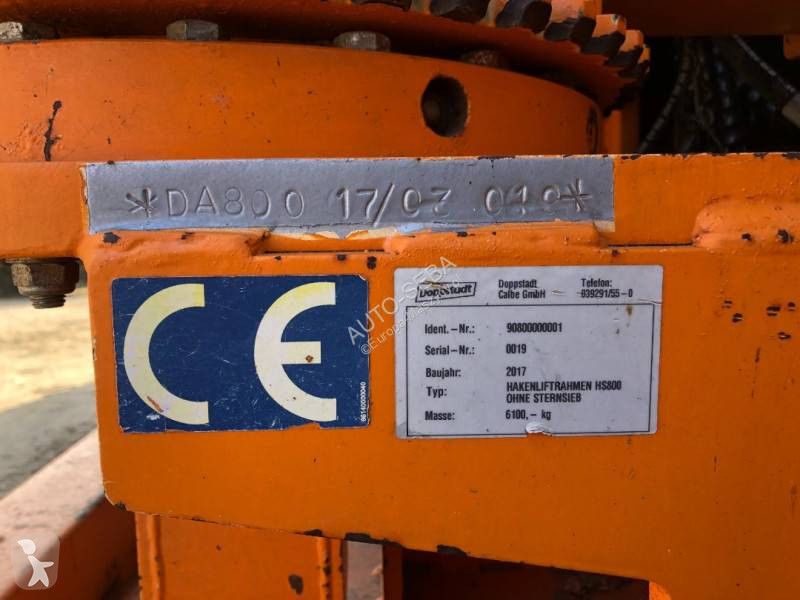 *DA800 17/03 019*
CE
66140000040
Doppstadt
Doppstadt
Calbe GmbH
Telefon:
039291/55-0
Ident.-Nr.: 90800000001
Serial-Nr.: 0019
Baujahr: 2017
Typ: HAKENLIFTRAHMEN HS800
OHNE STERNSIEB
Masse: 6100,- kg
AUTO-SEBA